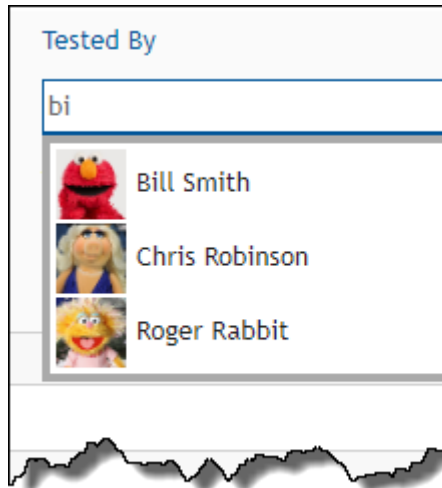 Tested By
bi
Bill Smith
Chris Robinson
Roger Rabbit